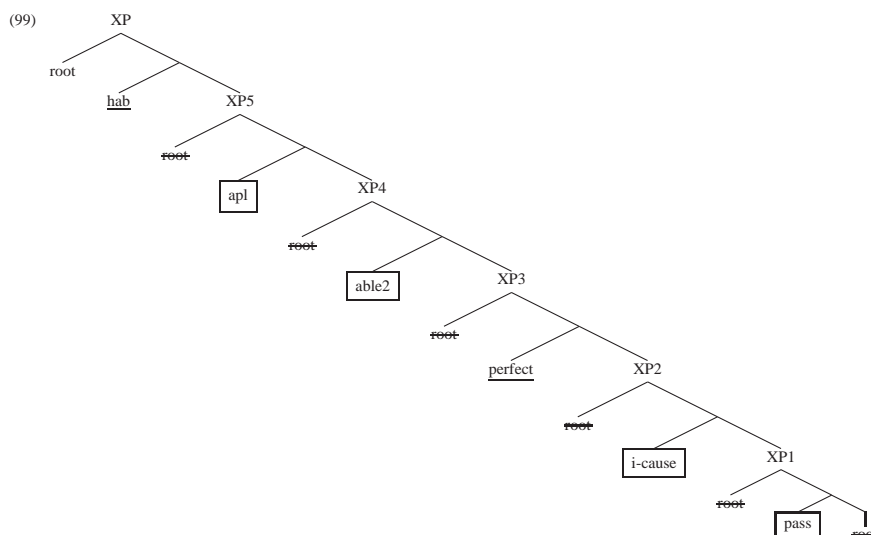 (99) XP
root
hab
XP5
root
apl
XP4
root
able2
XP3
root
perfect
XP2
root
i-cause
XP1
root
pass